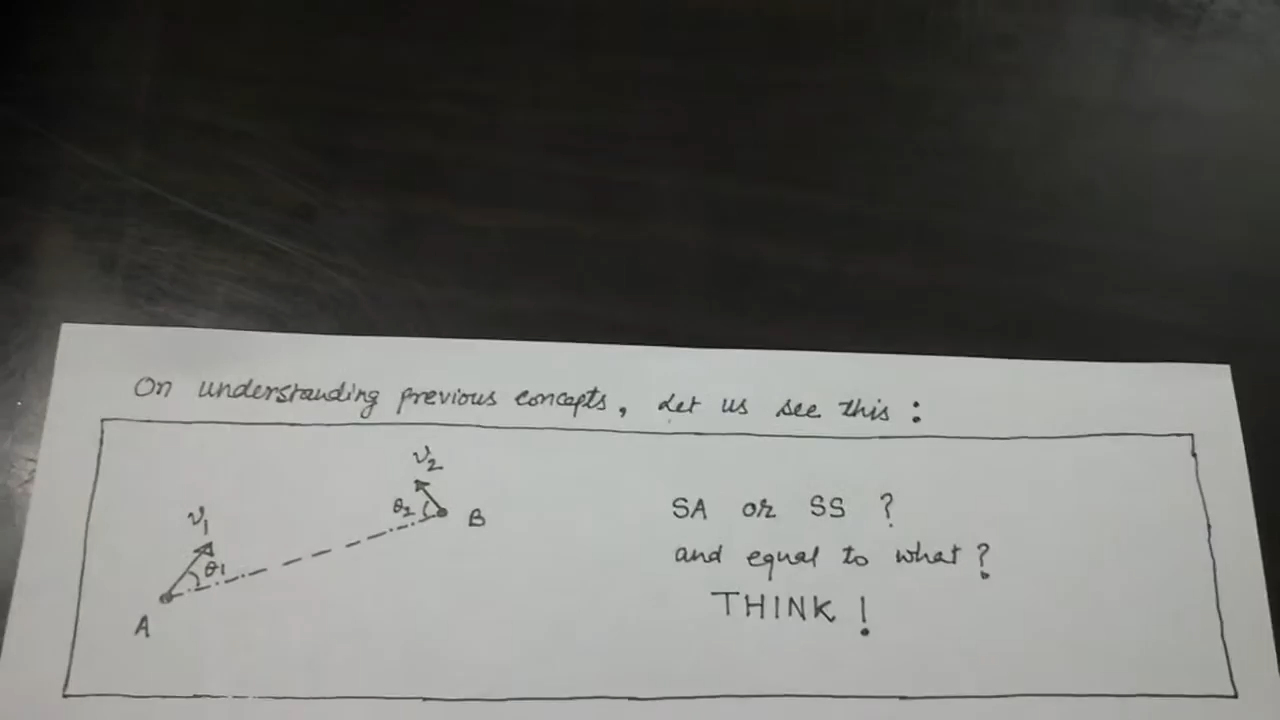 On understanding previous concepts, Let us see this :
v2
θ2
B
v1
θ1
A
SA or SS ?
and equal to what ?
THINK !